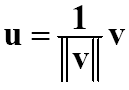 u = 1/‖v‖ v